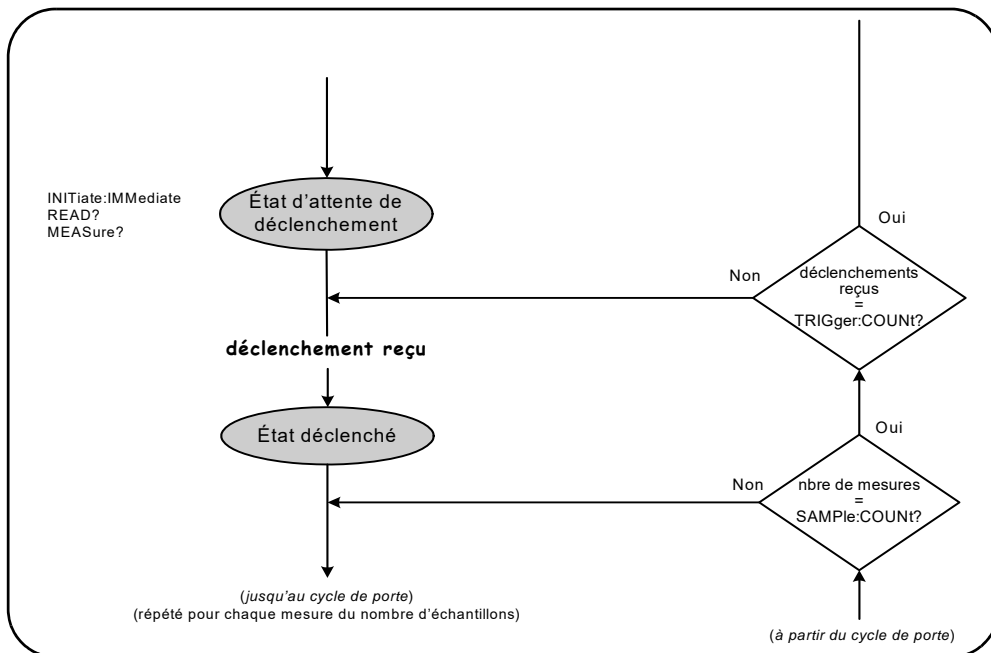 INITiate:IMMediate
READ?
MEASure?
État d’attente de
déclenchement
Oui
Non
déclenchements
reçus
=
TRIGger:COUNt?
déclenchement reçu
État déclenché
Oui
Non
nbre de mesures
=
SAMPle:COUNt?
(jusqu’au cycle de porte)
(répété pour chaque mesure du nombre d’échantillons)
(à partir du cycle de porte)